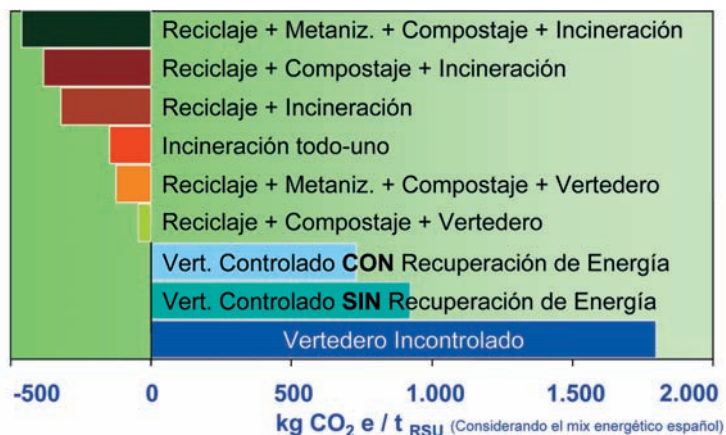 Reciclaje + Metaniz. + Compostaje + Incineración
Reciclaje + Compostaje + Incineración
Reciclaje + Incineración
Incineración todo-uno
Reciclaje + Metaniz. + Compostaje + Vertedero
Reciclaje + Compostaje + Vertedero
Vert. Controlado CON Recuperación de Energía
Vert. Controlado SIN Recuperación de Energía
Vertedero Incontrolado
-500 0 500 1.000 1.500 2.000
kg CO₂ e / t RSU (Considerando el mix energético español)